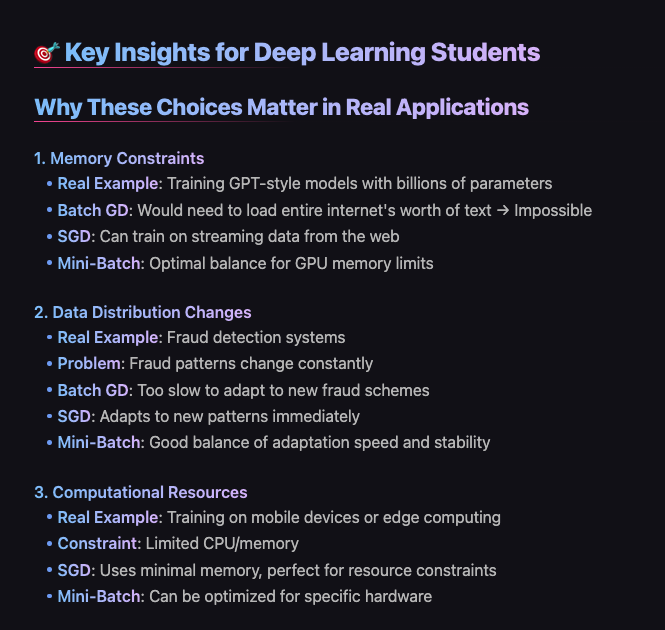 🎯 Key Insights for Deep Learning Students
Why These Choices Matter in Real Applications
1. Memory Constraints
• Real Example: Training GPT-style models with billions of parameters
• Batch GD: Would need to load entire internet's worth of text → Impossible
• SGD: Can train on streaming data from the web
• Mini-Batch: Optimal balance for GPU memory limits
2. Data Distribution Changes
• Real Example: Fraud detection systems
• Problem: Fraud patterns change constantly
• Batch GD: Too slow to adapt to new fraud schemes
• SGD: Adapts to new patterns immediately
• Mini-Batch: Good balance of adaptation speed and stability
3. Computational Resources
• Real Example: Training on mobile devices or edge computing
• Constraint: Limited CPU/memory
• SGD: Uses minimal memory, perfect for resource constraints
• Mini-Batch: Can be optimized for specific hardware